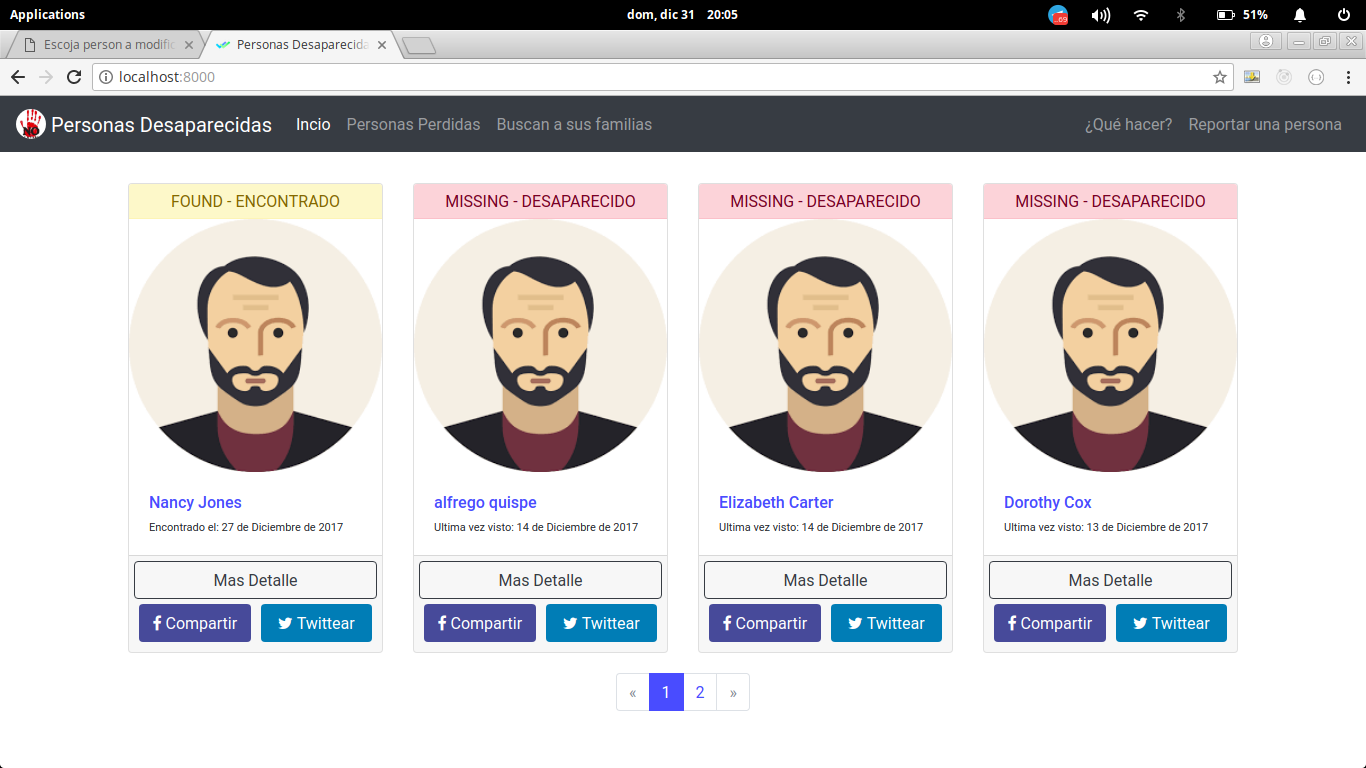 Applications
dom, dic 31 20:05
69
51%
Escoja person a modific
Personas Desaparecida
localhost:8000
Personas Desaparecidas
Incio
Personas Perdidas
Buscan a sus familias
¿Qué hacer?
Reportar una persona
FOUND - ENCONTRADO
Nancy Jones
Encontrado el: 27 de Diciembre de 2017
Mas Detalle
Compartir
Twittear
MISSING - DESAPARECIDO
alfrego quispe
Ultima vez visto: 14 de Diciembre de 2017
Mas Detalle
Compartir
Twittear
MISSING - DESAPARECIDO
Elizabeth Carter
Ultima vez visto: 14 de Diciembre de 2017
Mas Detalle
Compartir
Twittear
MISSING - DESAPARECIDO
Dorothy Cox
Ultima vez visto: 13 de Diciembre de 2017
Mas Detalle
Compartir
Twittear
« 1 2 »